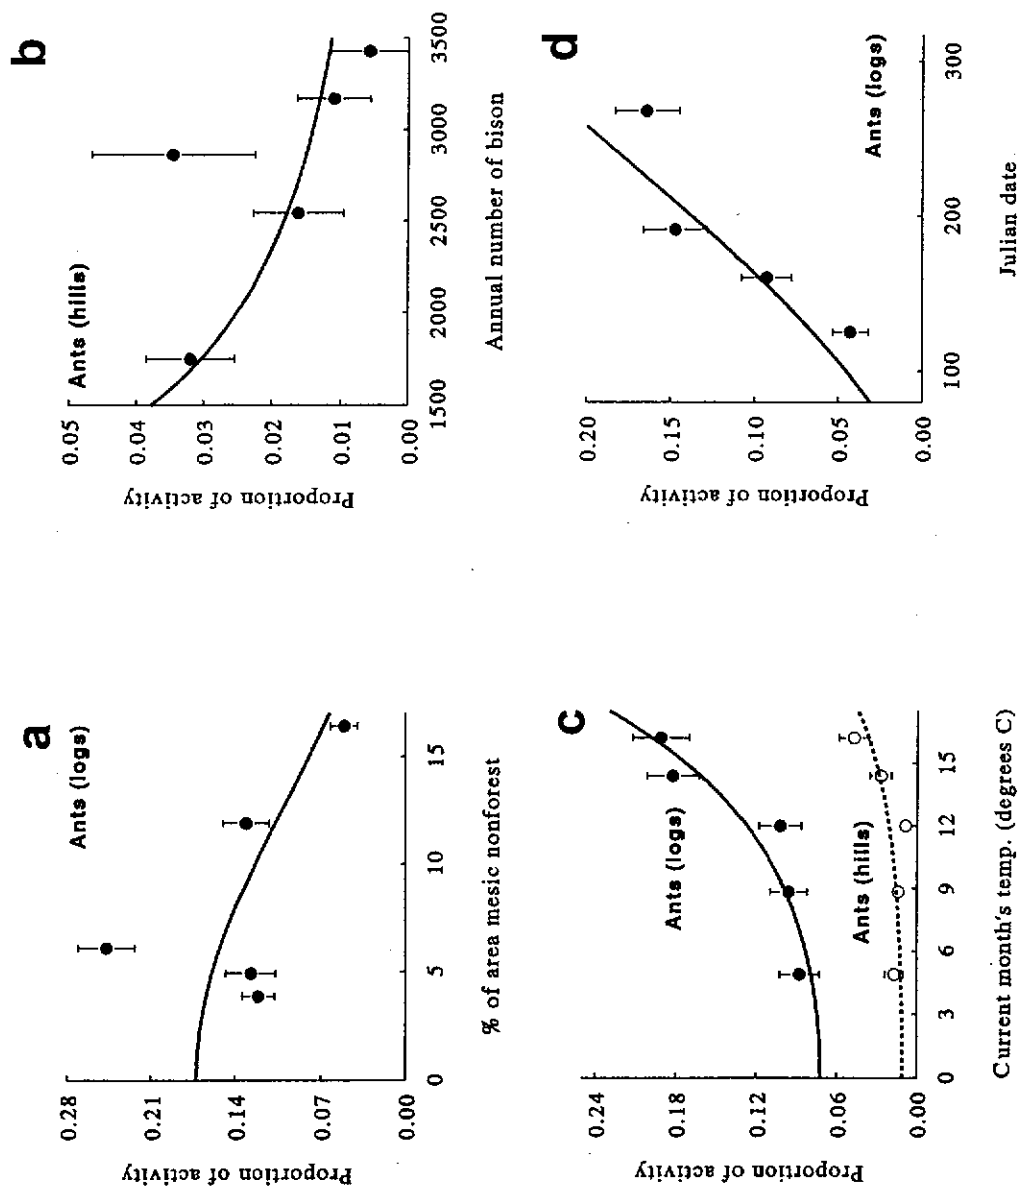 a
Ants (logs)
Proportion of activity
0.28
0.21
0.14
0.07
0.00
0
5
10
15
% of area mesic nonforest
b
Ants (hills)
Proportion of activity
0.05
0.04
0.03
0.02
0.01
0.00
1500
2000
2500
3000
3500
Annual number of bison
c
Ants (logs)
Ants (hills)
Proportion of activity
0.24
0.18
0.12
0.06
0.00
0
3
6
9
12
15
Current month's temp. (degrees C)
d
Ants (logs)
Proportion of activity
0.20
0.15
0.10
0.05
0.00
100
200
300
Julian date